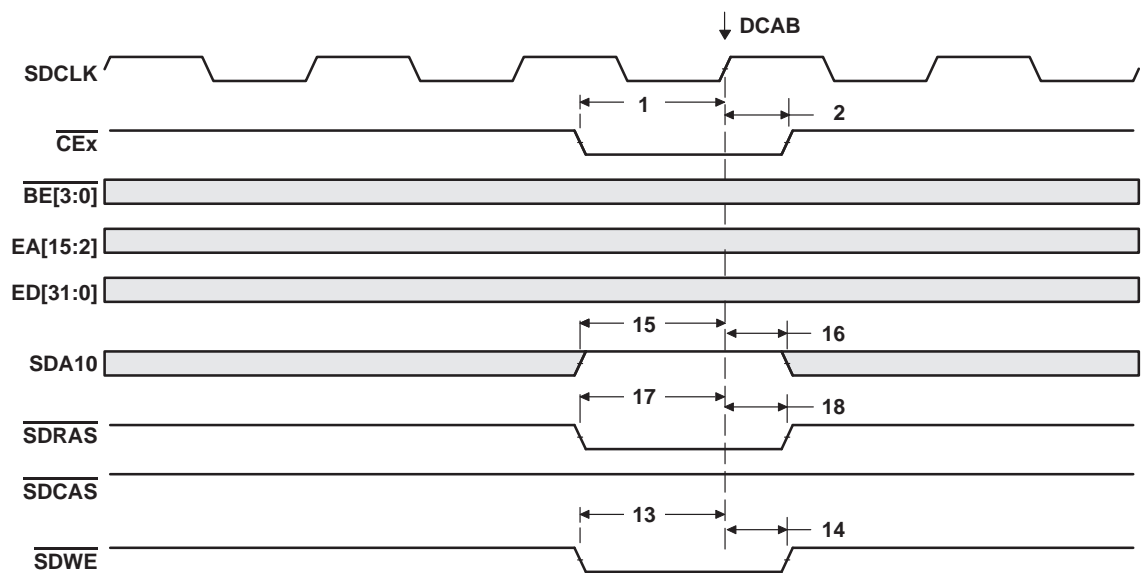 DCAB
SDCLK
1
2
CEx
BE[3:0]
EA[15:2]
ED[31:0]
15
16
SDA10
17
18
SDRAS
SDCAS
13
14
SDWE